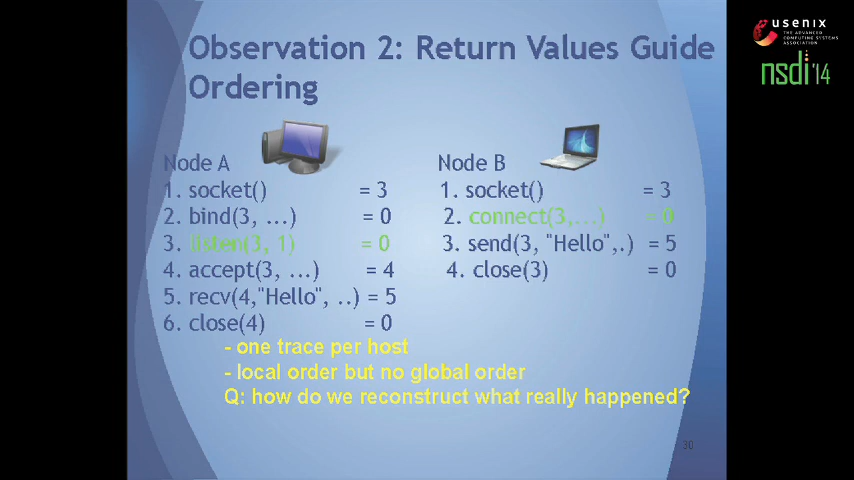 Observation 2: Return Values Guide
Ordering
usenix
THE ADVANCED
COMPUTING SYSTEMS
ASSOCIATION
nsdi '14
Node A
1. socket() = 3
2. bind(3, ...) = 0
3. listen(3, 1) = 0
4. accept(3, ...) = 4
5. recv(4,"Hello", ..) = 5
6. close(4) = 0
Node B
1. socket() = 3
2. connect(3,...) = 0
3. send(3, "Hello",.) = 5
4. close(3) = 0
- one trace per host
- local order but no global order
Q: how do we reconstruct what really happened?
30